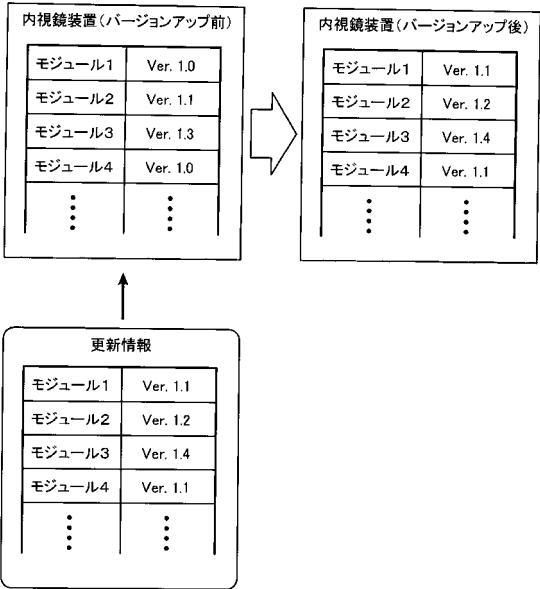 内視鏡装置(バージョンアップ前)
モジュール1 Ver. 1.0
モジュール2 Ver. 1.1
モジュール3 Ver. 1.3
モジュール4 Ver. 1.0
内視鏡装置(バージョンアップ後)
モジュール1 Ver. 1.1
モジュール2 Ver. 1.2
モジュール3 Ver. 1.4
モジュール4 Ver. 1.1
更新情報
モジュール1 Ver. 1.1
モジュール2 Ver. 1.2
モジュール3 Ver. 1.4
モジュール4 Ver. 1.1